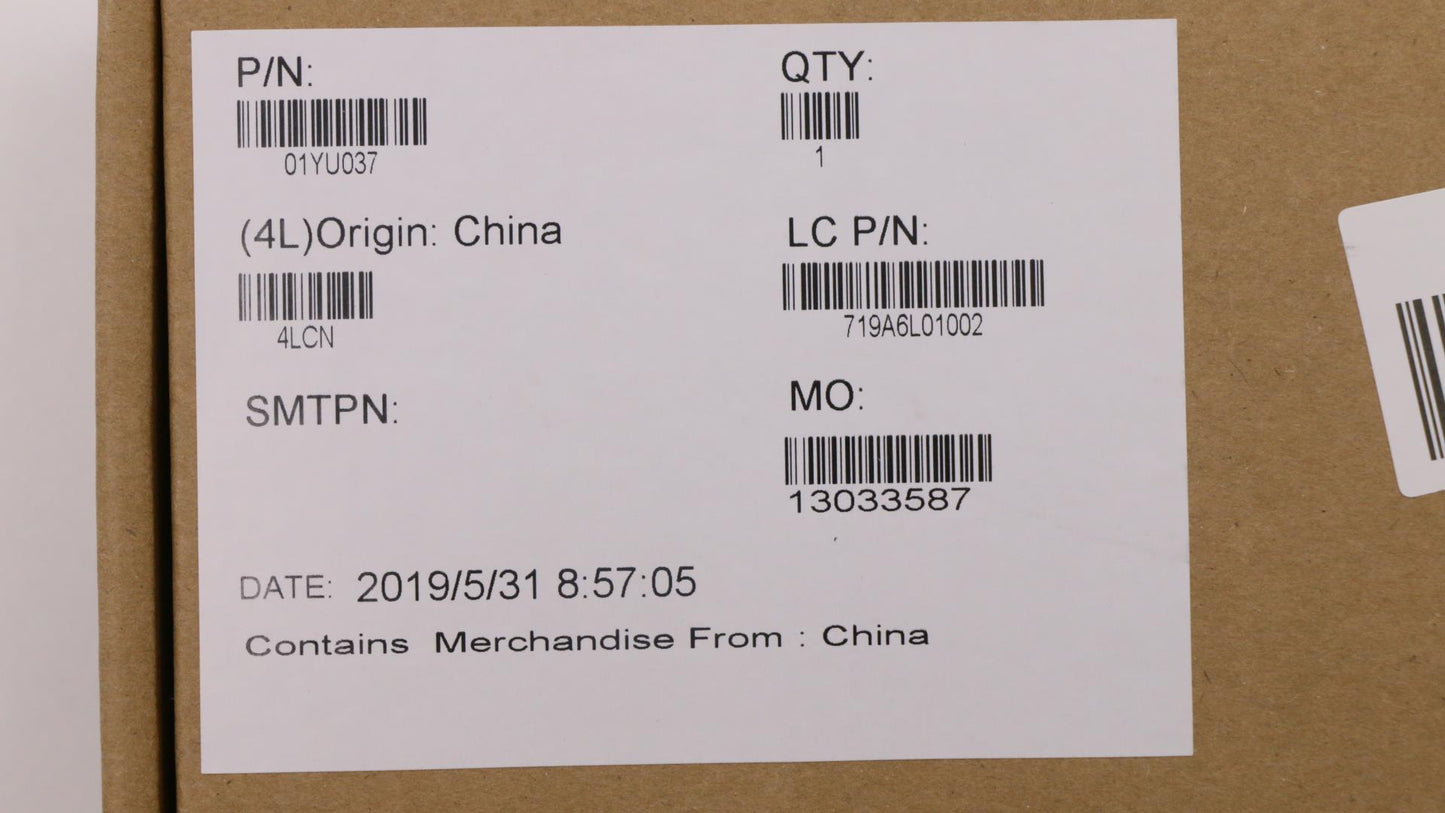 P/N:
01YU037
QTY:
1
(4L)Origin: China
4LCN
LC P/N:
719A6L01002
SMTPN:
MO:
13033587
DATE: 2019/5/31 8:57:05
Contains Merchandise From : China